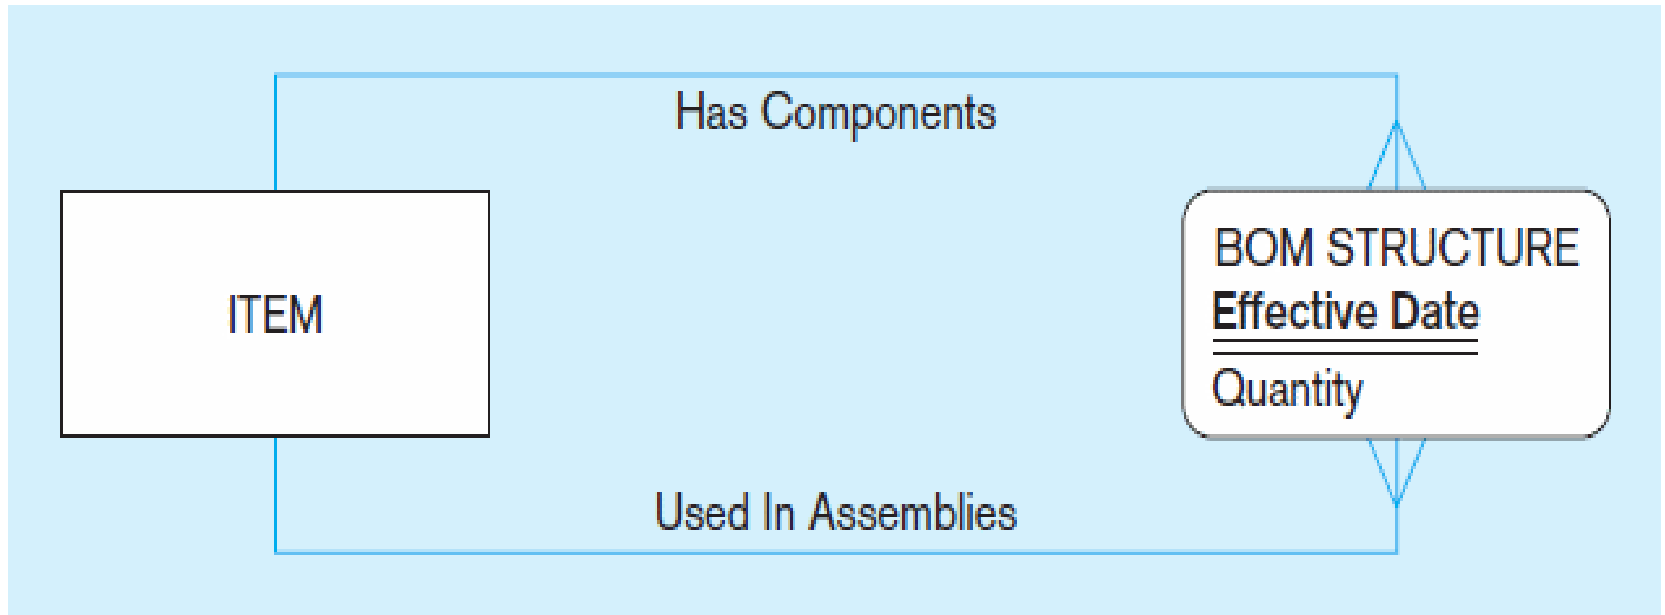 Has Components
ITEM
BOM STRUCTURE
Effective Date
Quantity
Used In Assemblies